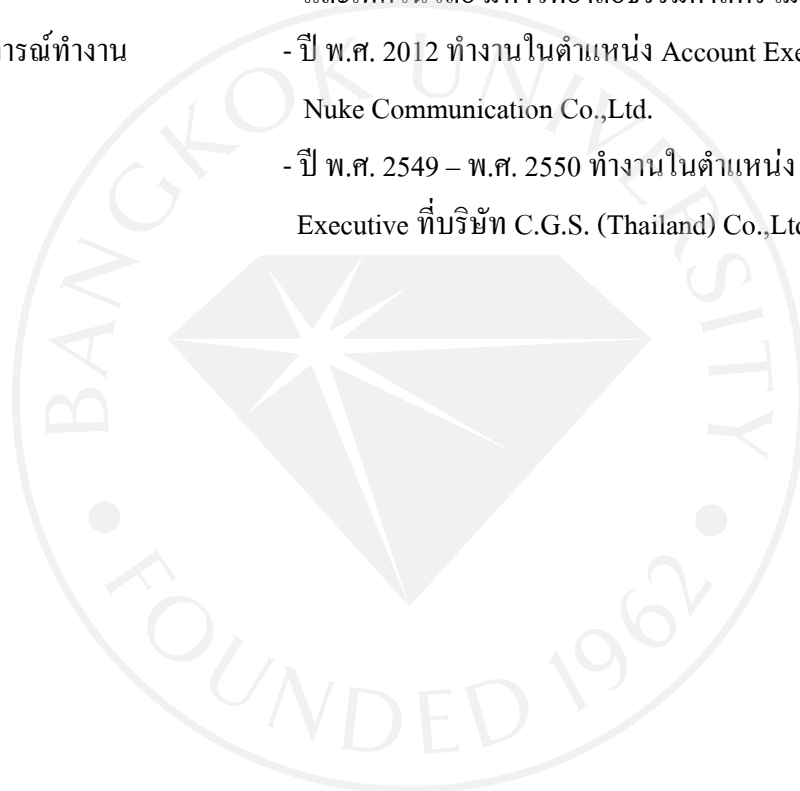 ารณ์ทำงาน - ปี พ.ศ. 2012 ทำงานในตำแหน่ง Account Exe
Nuke Communication Co.,Ltd.
- ปี พ.ศ. 2549 – พ.ศ. 2550 ทำงานในตำแหน่ง
Executive ที่บริษัท C.G.S. (Thailand) Co.,Ltd
BANGKOK UNIVERSITY
FOUNDED 1962